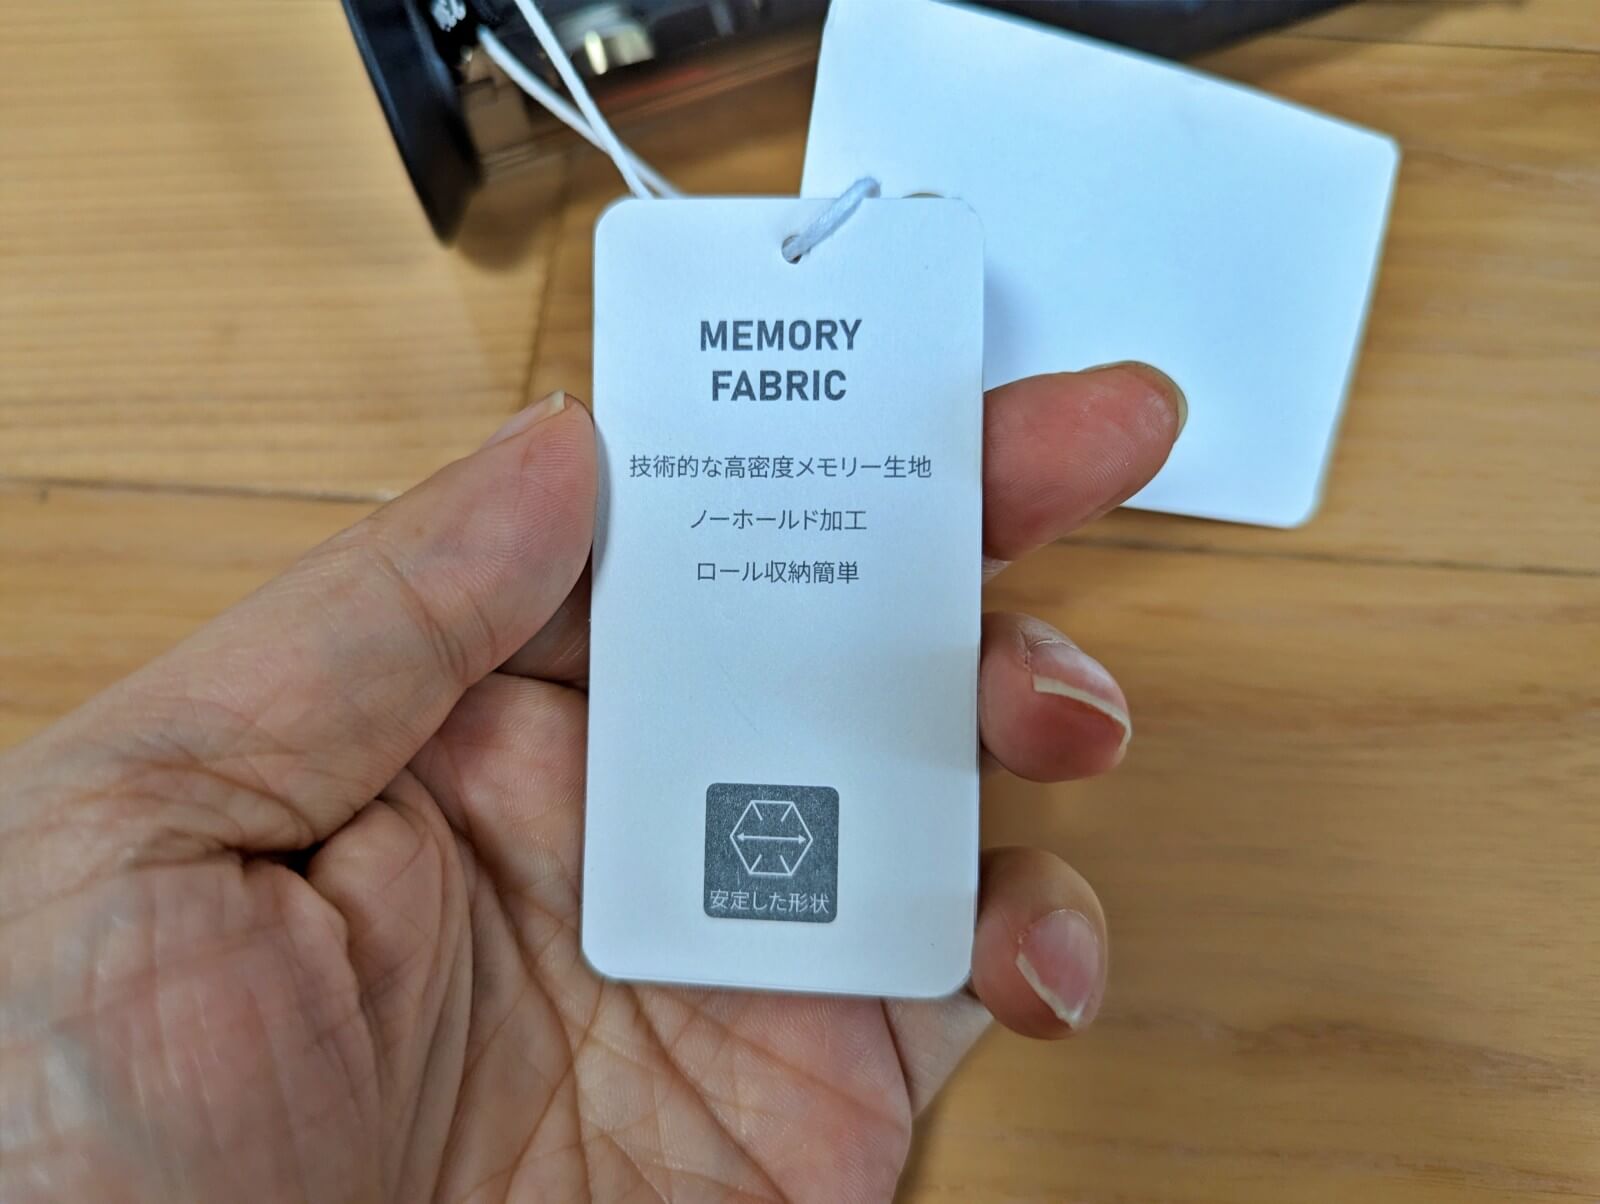 MEMORY
FABRIC
技術的な高密度メモリー生地
ノーホールド加工
ロール収納簡単
安定した形状